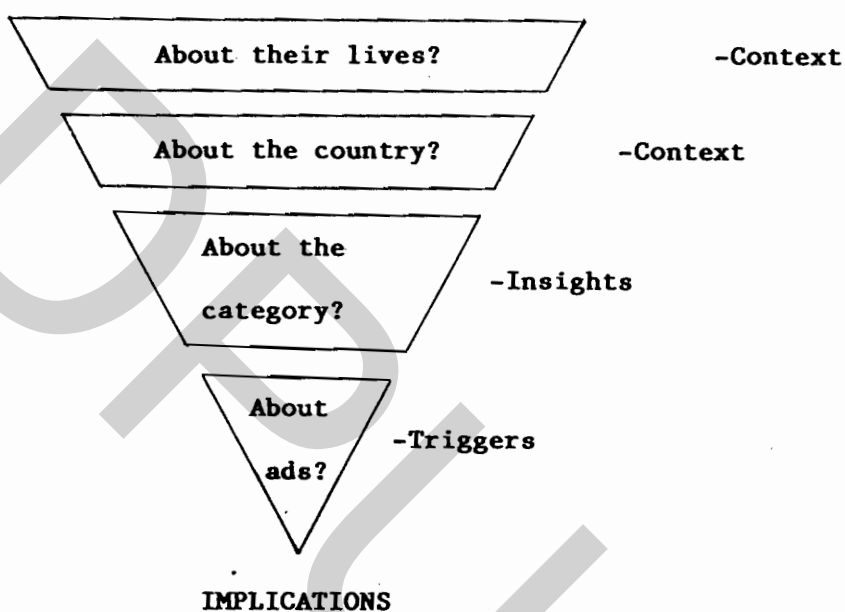 About their lives? -Context
About the country? -Context
About the
category?
-Insights
About
ads?
-Triggers
IMPLICATIONS